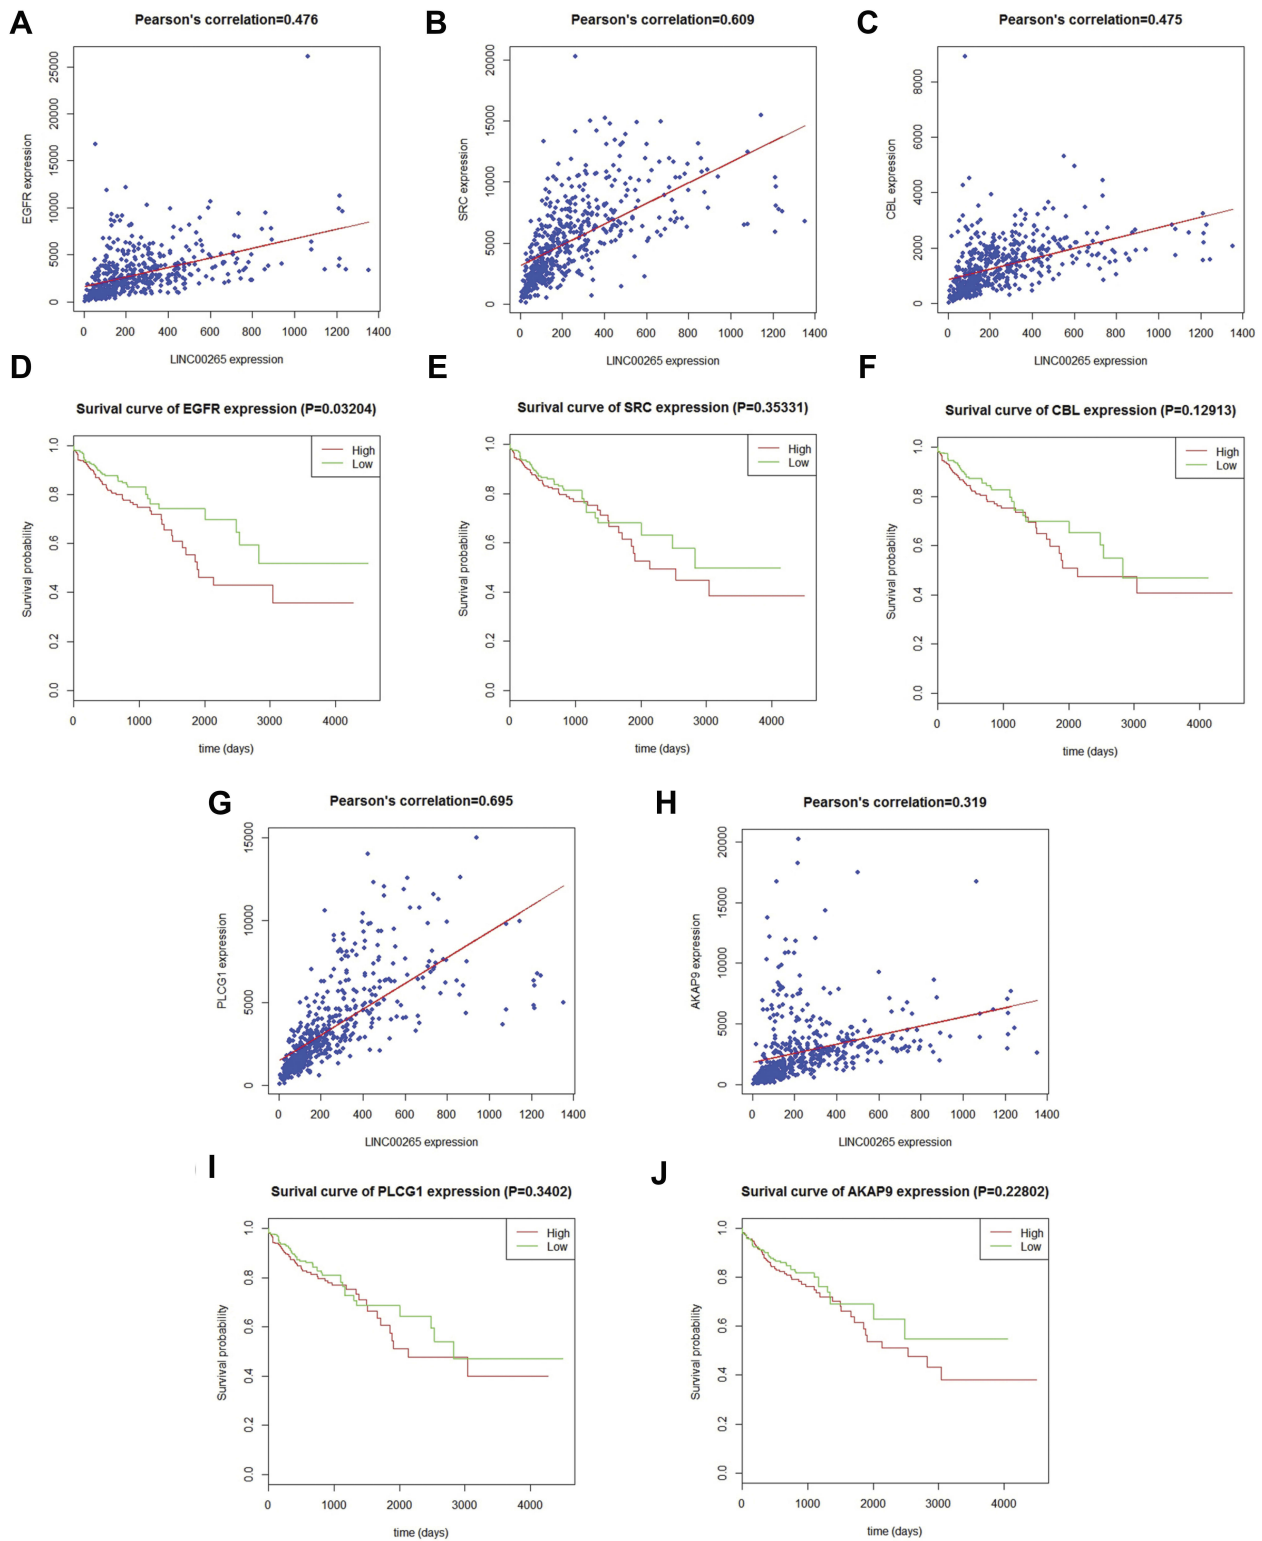 A
Pearson's correlation=0.476
EGFR expression
25000
20000
15000
10000
5000
0
0 200 400 600 800 1000 1200 1400
LINC00265 expression
B
Pearson's correlation=0.609
SRC expression
20000
15000
10000
5000
0
0 200 400 600 800 1000 1200 1400
LINC00265 expression
C
Pearson's correlation=0.475
CBL expression
8000
6000
4000
2000
0
0 200 400 600 800 1000 1200 1400
LINC00265 expression
D
Surival curve of EGFR expression (P=0.03204)
High
Low
Survival probability
1.0
0.8
0.6
0.4
0.2
0.0
0 1000 2000 3000 4000
time (days)
E
Surival curve of SRC expression (P=0.35331)
High
Low
Survival probability
1.0
0.8
0.6
0.4
0.2
0.0
0 1000 2000 3000 4000
time (days)
F
Surival curve of CBL expression (P=0.12913)
High
Low
Survival probability
1.0
0.8
0.6
0.4
0.2
0.0
0 1000 2000 3000 4000
time (days)
G
Pearson's correlation=0.695
PLCG1 expression
15000
10000
5000
0
0 200 400 600 800 1000 1200 1400
LINC00265 expression
H
Pearson's correlation=0.319
AKAP9 expression
20000
15000
10000
5000
0
0 200 400 600 800 1000 1200 1400
LINC00265 expression
I
Surival curve of PLCG1 expression (P=0.3402)
High
Low
Survival probability
1.0
0.8
0.6
0.4
0.2
0.0
0 1000 2000 3000 4000
time (days)
J
Surival curve of AKAP9 expression (P=0.22802)
High
Low
Survival probability
1.0
0.8
0.6
0.4
0.2
0.0
0 1000 2000 3000 4000
time (days)